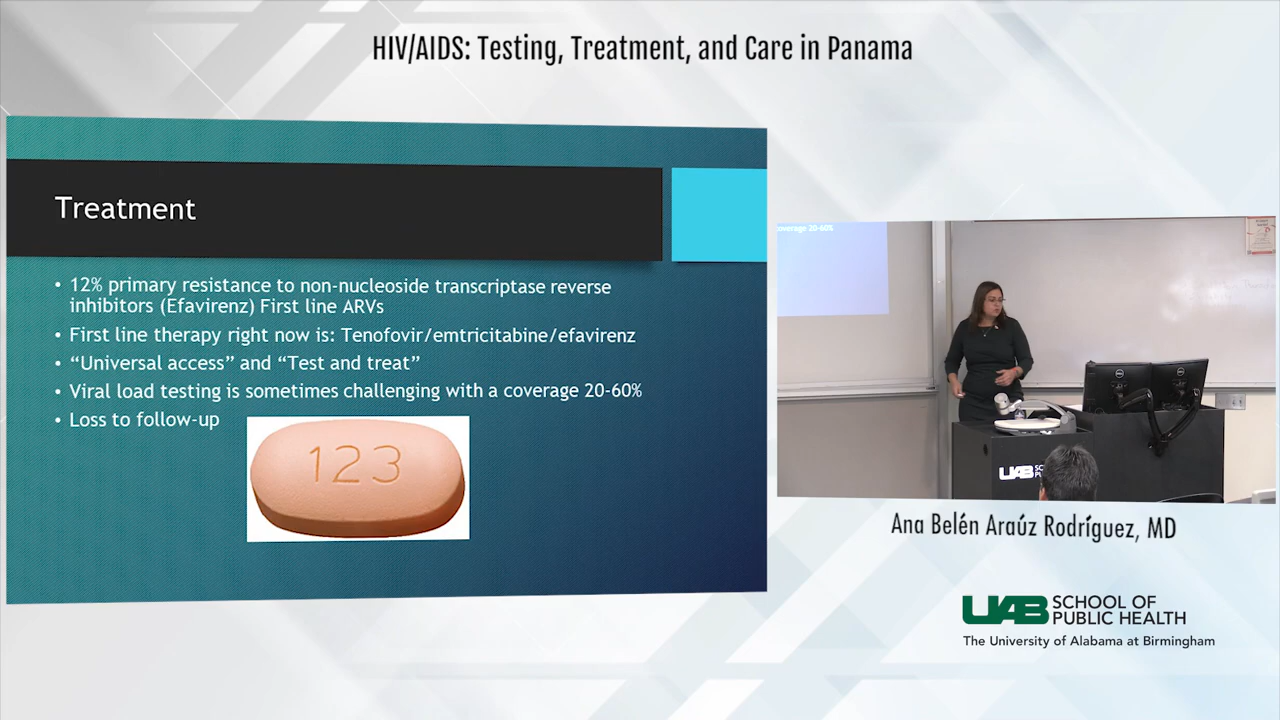 HIV/AIDS: Testing, Treatment, and Care in Panama
Treatment
• 12% primary resistance to non-nucleoside transcriptase reverse
inhibitors (Efavirenz) First line ARVs
• First line therapy right now is: Tenofovir/emtricitabine/efavirenz
• “Universal access” and “Test and treat”
• Viral load testing is sometimes challenging with a coverage 20-60%
• Loss to follow-up
123
overage 20-60%
DELL
DELL
UAB
Ana Belén Araúz Rodríguez, MD
UAB SCHOOL OF
PUBLIC HEALTH
The University of Alabama at Birmingham